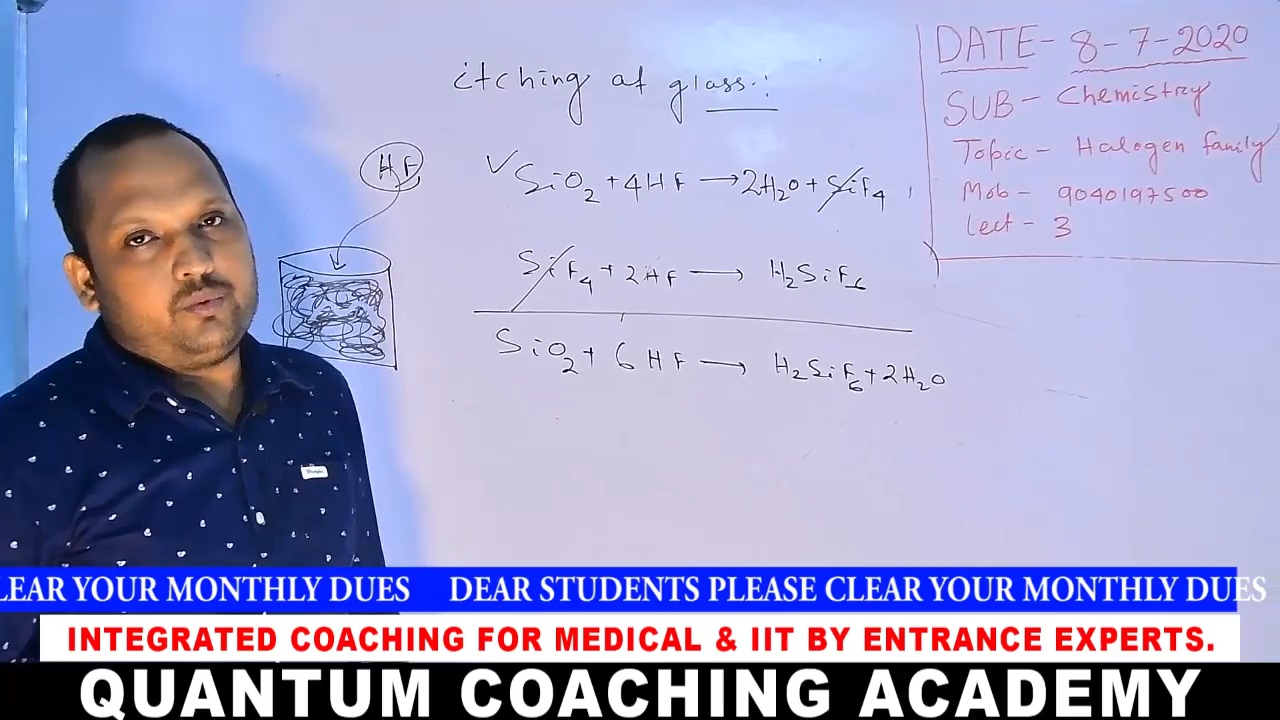 itching of glass :
HF
✓SiO₂ + 4HF → 2H₂O + SiF₄
SiF₄ + 2HF → H₂SiF₆
SiO₂ + 6HF → H₂SiF₆ + 2H₂O
DATE - 8-7-2020
SUB - Chemistry
Topic - Halogen family
Mob - 9040197500
Lect - 3
LEAR YOUR MONTHLY DUES DEAR STUDENTS PLEASE CLEAR YOUR MONTHLY DUES
INTEGRATED COACHING FOR MEDICAL & IIT BY ENTRANCE EXPERTS.
QUANTUM COACHING ACADEMY